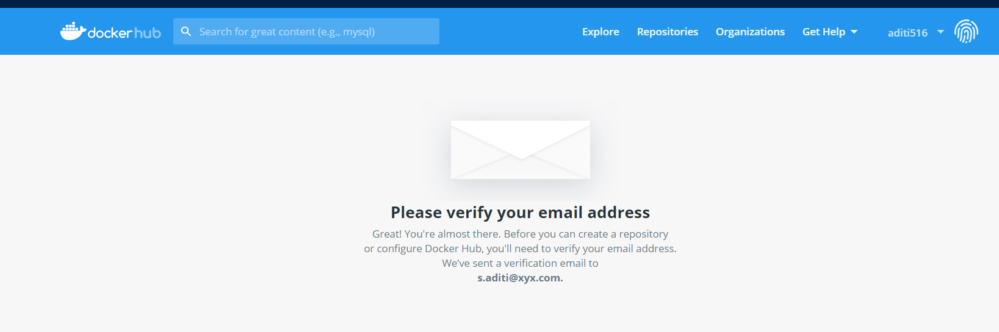 docker hub
Search for great content (e.g., mysql)
Explore
Repositories
Organizations
Get Help
aditi516
Please verify your email address
Great! You're almost there. Before you can create a repository
or configure Docker Hub, you'll need to verify your email address.
We’ve sent a verification email to
s.aditi@xyx.com.